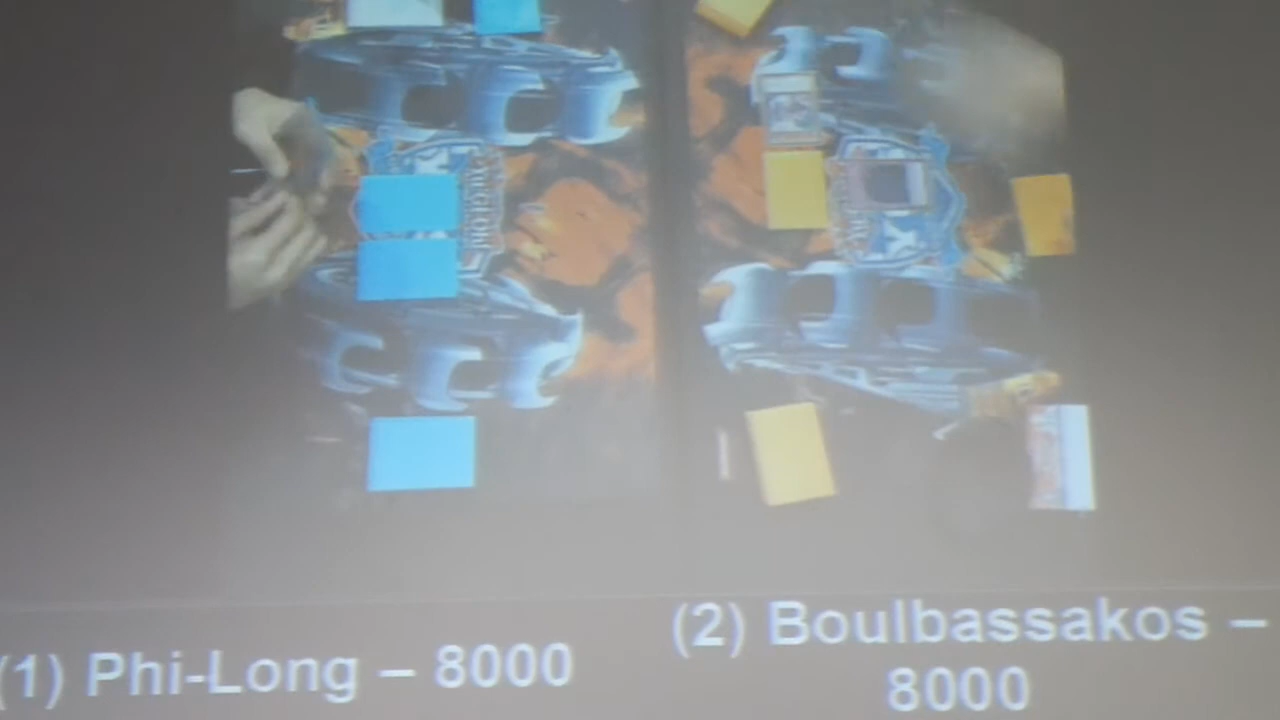 (1) Phi-Long – 8000
(2) Boulbassakos –
8000